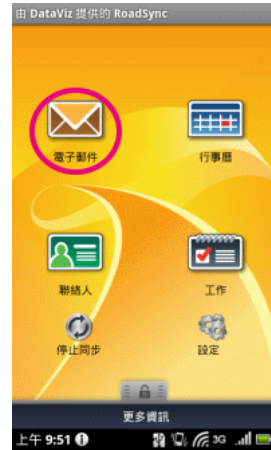 由 DataViz 提供的 RoadSync
電子郵件
行事曆
聯絡人
工作
停止同步
設定
更多資訊
上午 9:51
3G